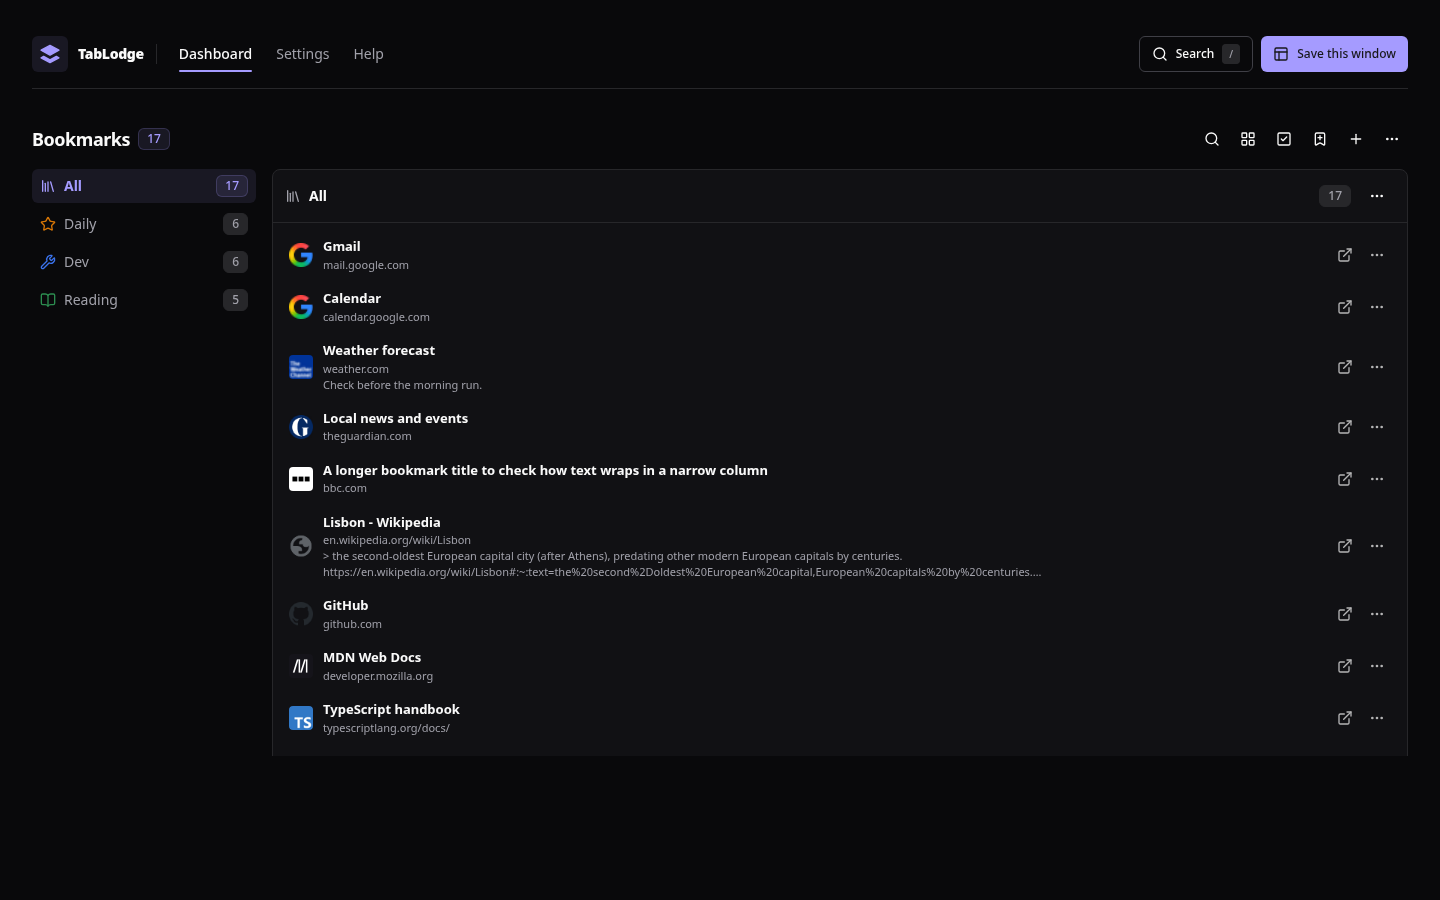 TabLodge
Dashboard
Settings
Help
Search /
Save this window
Bookmarks 17
All 17
Daily 6
Dev 6
Reading 5
All 17
Gmail
mail.google.com
Calendar
calendar.google.com
The Weather Channel
Weather forecast
weather.com
Check before the morning run.
Local news and events
theguardian.com
A longer bookmark title to check how text wraps in a narrow column
bbc.com
Lisbon - Wikipedia
en.wikipedia.org/wiki/Lisbon
> the second-oldest European capital city (after Athens), predating other modern European capitals by centuries.
https://en.wikipedia.org/wiki/Lisbon#:~:text=the%20second%2Doldest%20European%20capital,European%20capitals%20by%20centuries....
GitHub
github.com
MDN Web Docs
developer.mozilla.org
TS
TypeScript handbook
typescriptlang.org/docs/